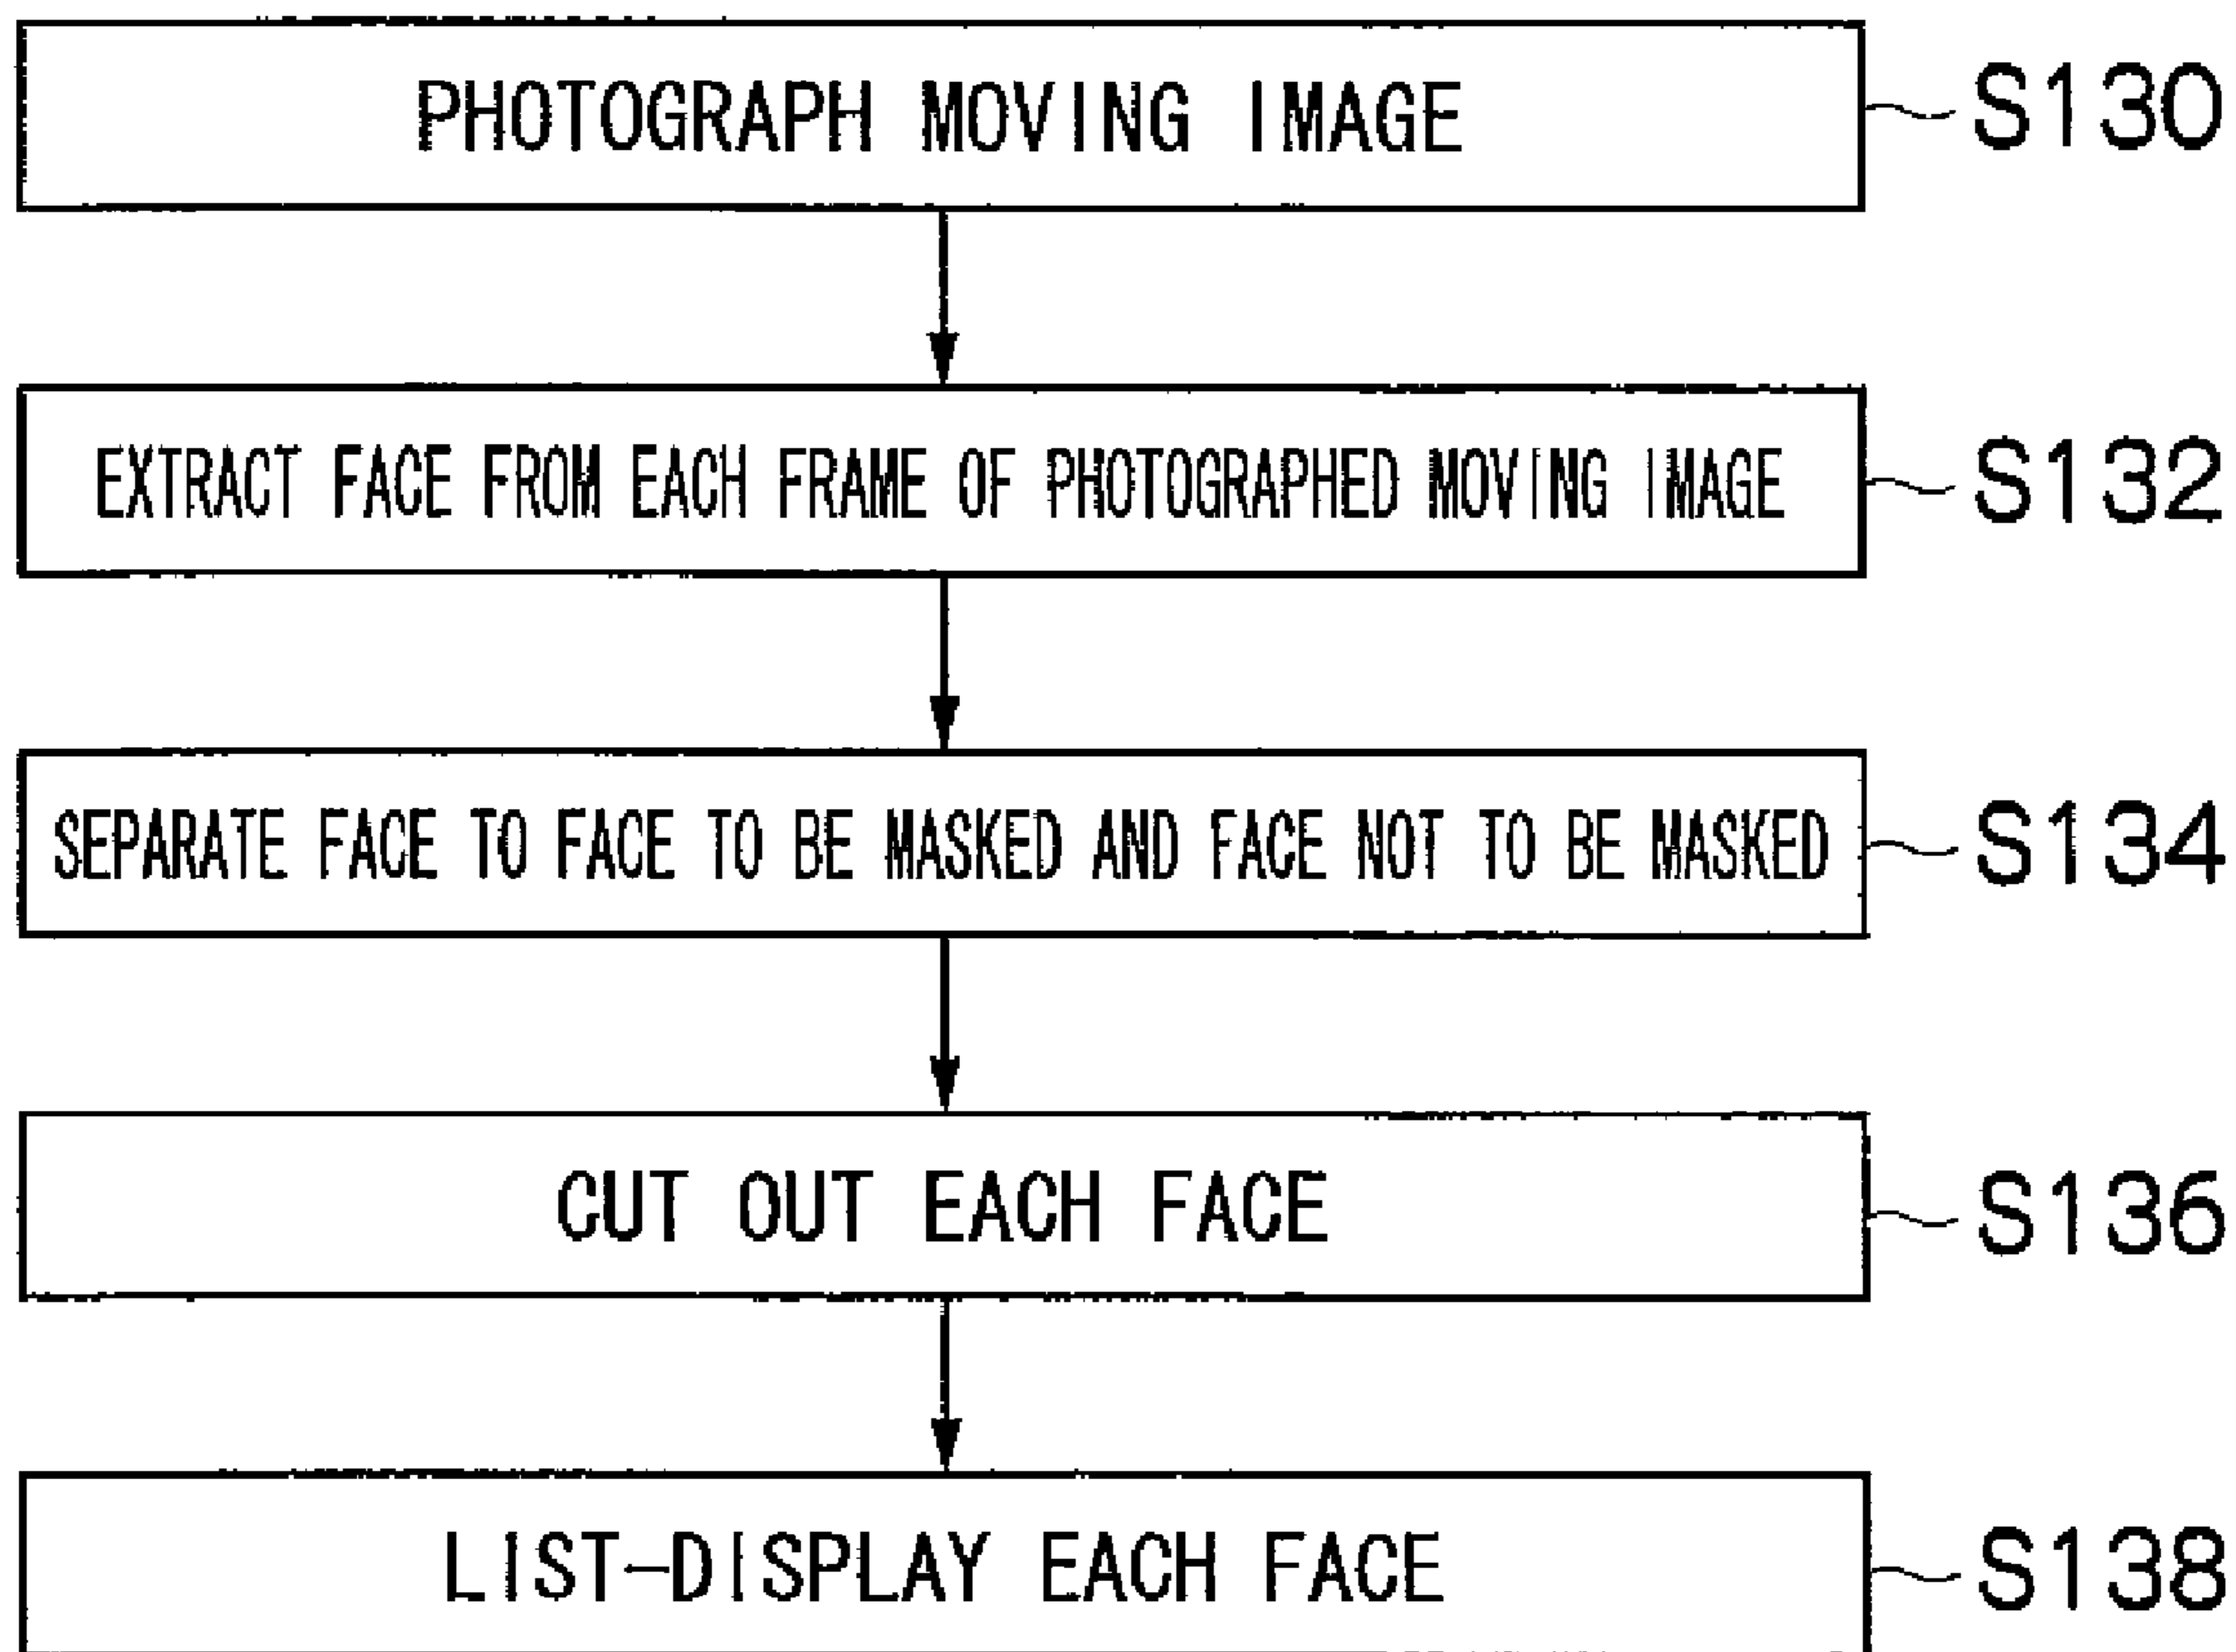 PHOTOGRAPH MOVING IMAGE S130
EXTRACT FACE FROM EACH FRAME OF PHOTOGRAPHED MOVING IMAGE S132
SEPARATE FACE TO FACE TO BE MASKED AND FACE NOT TO BE MASKED S134
CUT OUT EACH FACE S136
LIST-DISPLAY EACH FACE S138